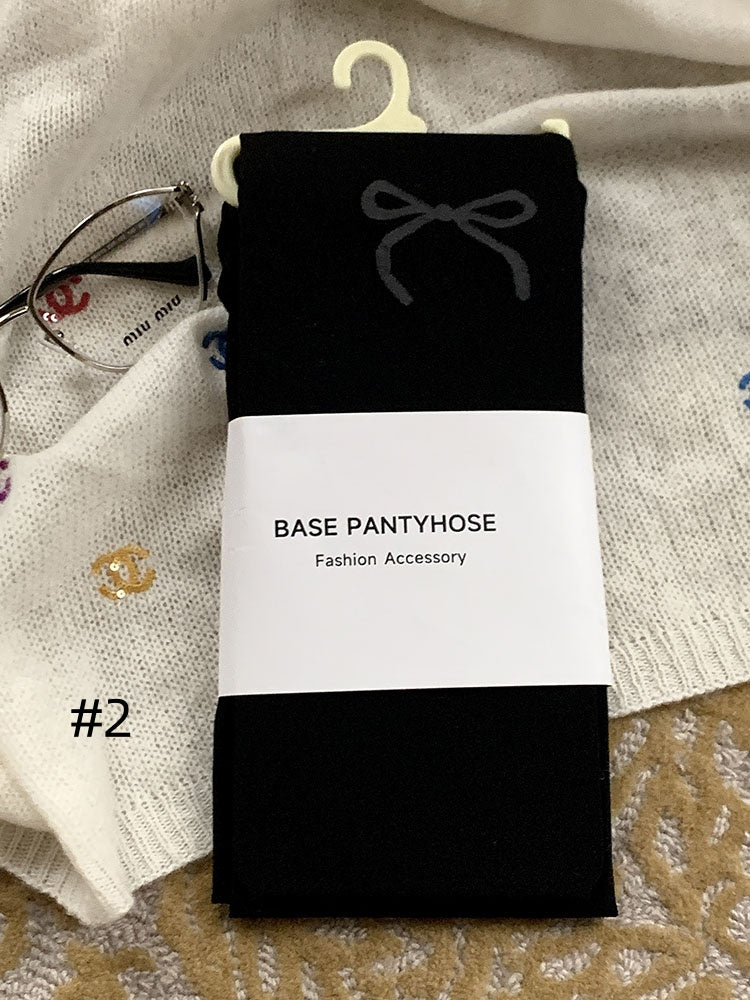 miu miu
BASE PANTYHOSE
Fashion Accessory
#2